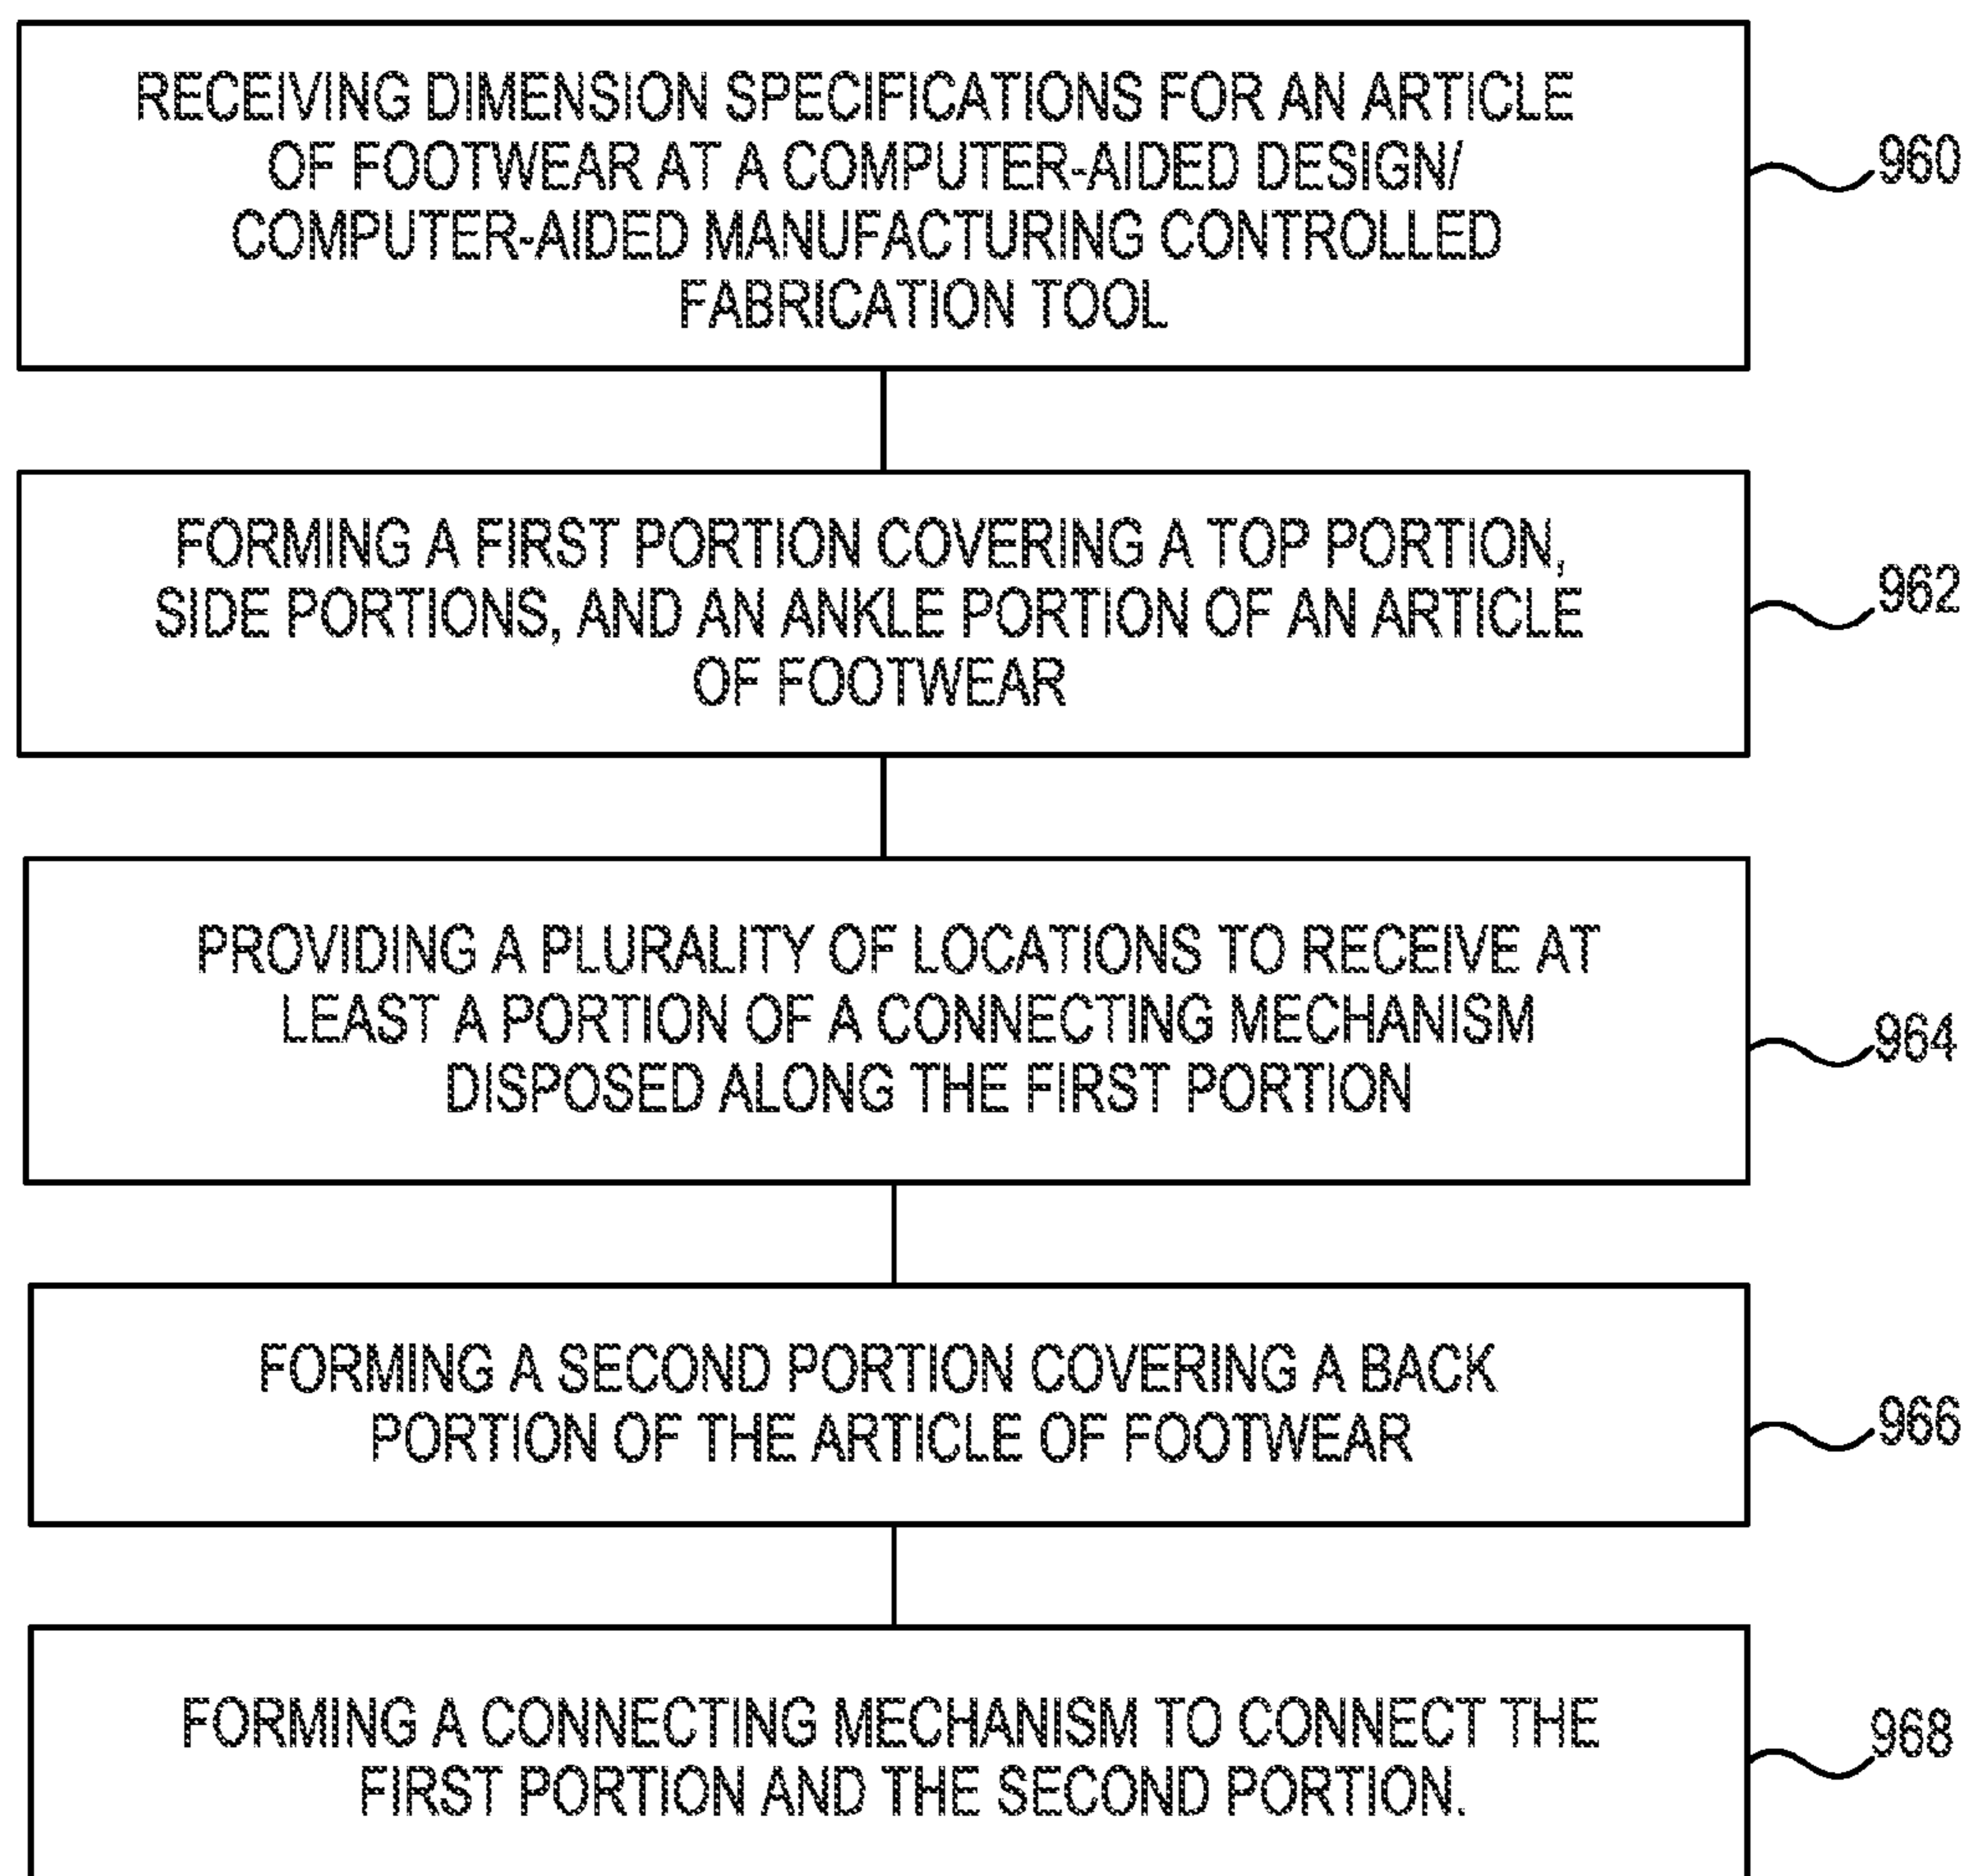 RECEIVING DIMENSION SPECIFICATIONS FOR AN ARTICLE
OF FOOTWEAR AT A COMPUTER-AIDED DESIGN/
COMPUTER-AIDED MANUFACTURING CONTROLLED
FABRICATION TOOL
960
FORMING A FIRST PORTION COVERING A TOP PORTION,
SIDE PORTIONS, AND AN ANKLE PORTION OF AN ARTICLE
OF FOOTWEAR
962
PROVIDING A PLURALITY OF LOCATIONS TO RECEIVE AT
LEAST A PORTION OF A CONNECTING MECHANISM
DISPOSED ALONG THE FIRST PORTION
964
FORMING A SECOND PORTION COVERING A BACK
PORTION OF THE ARTICLE OF FOOTWEAR
966
FORMING A CONNECTING MECHANISM TO CONNECT THE
FIRST PORTION AND THE SECOND PORTION.
968